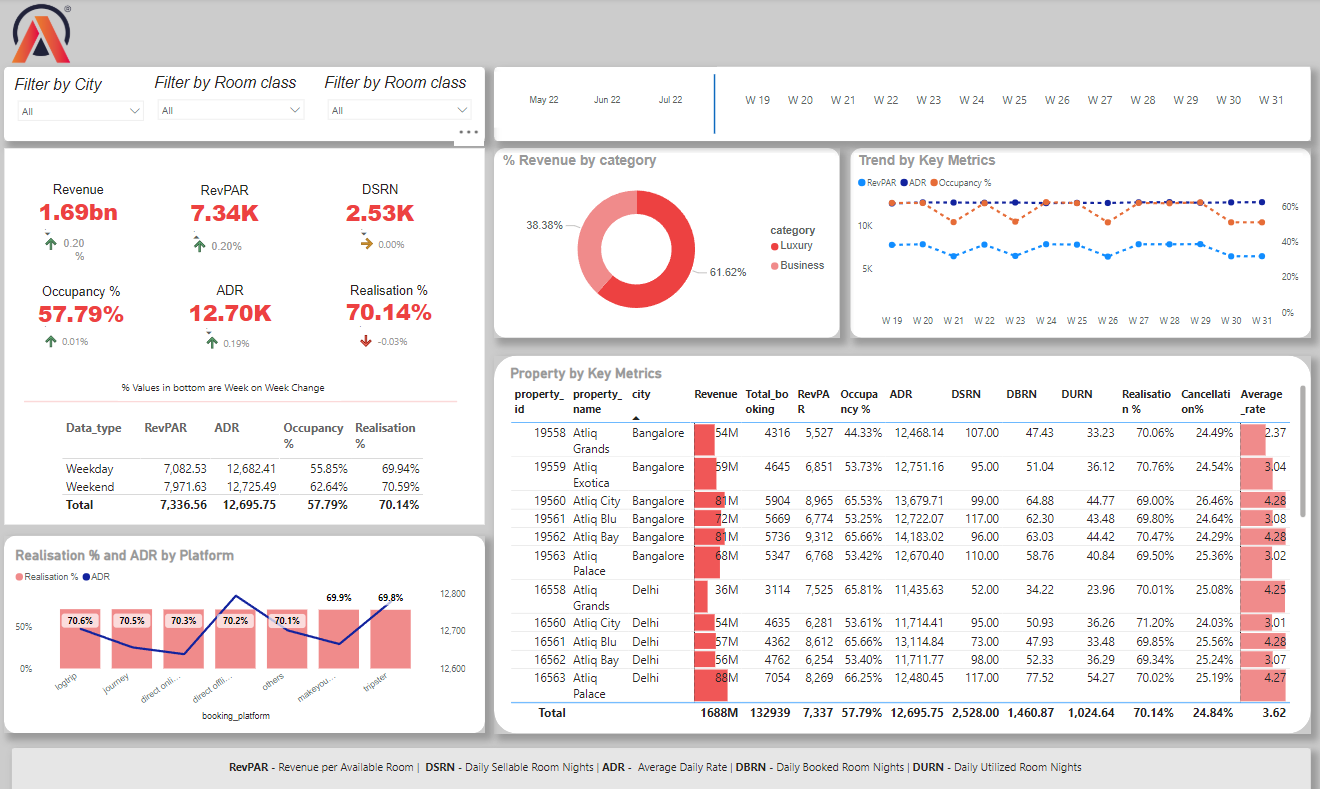 ®
Filter by City
Filter by Room class
Filter by Room class
All
All
All
May 22 Jun 22 Jul 22
W 19 W 20 W 21 W 22 W 23 W 24 W 25 W 26 W 27 W 28 W 29 W 30 W 31
Revenue
1.69bn
0.20
%
RevPAR
7.34K
0.20%
DSRN
2.53K
0.00%
Occupancy %
57.79%
0.01%
ADR
12.70K
0.19%
Realisation %
70.14%
-0.03%
% Values in bottom are Week on Week Change
Data_type RevPAR ADR Occupancy Realisation
% %
Weekday 7,082.53 12,682.41 55.85% 69.94%
Weekend 7,971.63 12,725.49 62.64% 70.59%
Total 7,336.56 12,695.75 57.79% 70.14%
% Revenue by category
38.38%
61.62%
category
Luxury
Business
Trend by Key Metrics
RevPAR ADR Occupancy %
10K
5K
60%
40%
20%
0%
W 19 W 20 W 21 W 22 W 23 W 24 W 25 W 26 W 27 W 28 W 29 W 30 W 31
Realisation % and ADR by Platform
Realisation % ADR
50%
0%
70.6% 70.5% 70.3% 70.2% 70.1% 69.9% 69.8%
12,800
12,700
12,600
logtrip journey direct onli... direct offli... others makeyou... tripster
booking_platform
Property by Key Metrics
property_ property_ city Revenue Total_bo RevPA Occupa ADR DSRN DBRN DURN Realisatio Cancellati Average
id name oking R ncy % n % on% _rate
19558 Atliq Bangalore 54M 4316 5,527 44.33% 12,468.14 107.00 47.43 33.23 70.06% 24.49% 2.37
Grands
19559 Atliq Bangalore 59M 4645 6,851 53.73% 12,751.16 95.00 51.04 36.12 70.76% 24.54% 3.04
Exotica
19560 Atliq City Bangalore 81M 5904 8,965 65.53% 13,679.71 99.00 64.88 44.77 69.00% 26.46% 4.28
19561 Atliq Blu Bangalore 72M 5669 6,774 53.25% 12,722.07 117.00 62.30 43.48 69.80% 24.64% 3.08
19562 Atliq Bay Bangalore 81M 5736 9,312 65.66% 14,183.02 96.00 63.03 44.42 70.47% 24.29% 4.28
19563 Atliq Bangalore 68M 5347 6,768 53.42% 12,670.40 110.00 58.76 40.84 69.50% 25.36% 3.02
Palace
16558 Atliq Delhi 36M 3114 7,525 65.81% 11,435.63 52.00 34.22 23.96 70.01% 25.08% 4.25
Grands
16560 Atliq City Delhi 54M 4635 6,281 53.61% 11,714.41 95.00 50.93 36.26 71.20% 24.03% 3.01
16561 Atliq Blu Delhi 57M 4362 8,612 65.66% 13,114.84 73.00 47.93 33.48 69.85% 25.56% 4.28
16562 Atliq Bay Delhi 56M 4762 6,254 53.40% 11,711.77 98.00 52.33 36.29 69.34% 25.24% 3.07
16563 Atliq Delhi 88M 7054 8,269 66.25% 12,480.45 117.00 77.52 54.27 70.02% 25.19% 4.27
Palace
Total 1688M 132939 7,337 57.79% 12,695.75 2,528.00 1,460.87 1,024.64 70.14% 24.84% 3.62
RevPAR - Revenue per Available Room | DSRN - Daily Sellable Room Nights | ADR - Average Daily Rate | DBRN - Daily Booked Room Nights | DURN - Daily Utilized Room Nights